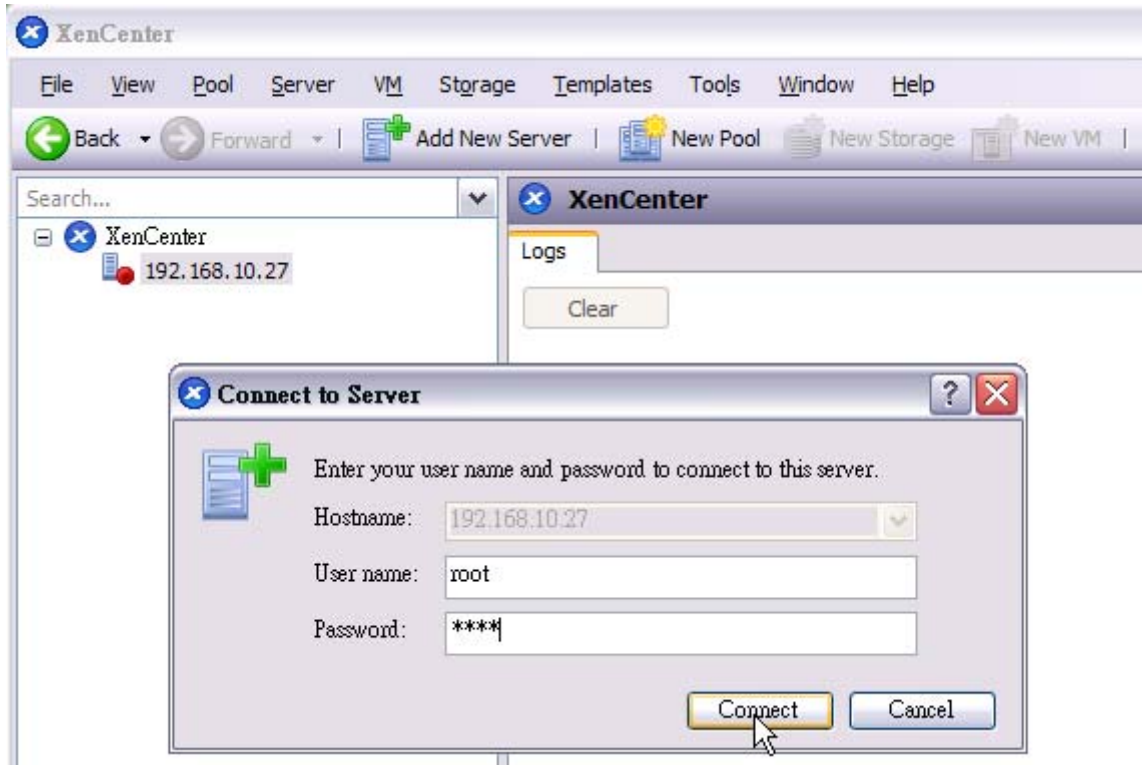 XenCenter
File View Pool Server VM Storage Templates Tools Window Help
Back Forward Add New Server New Pool New Storage New VM
Search...
XenCenter
XenCenter
Logs
192.168.10.27
Clear
Connect to Server
Enter your user name and password to connect to this server.
Hostname: 192.168.10.27
User name: root
Password: ****
Connect Cancel